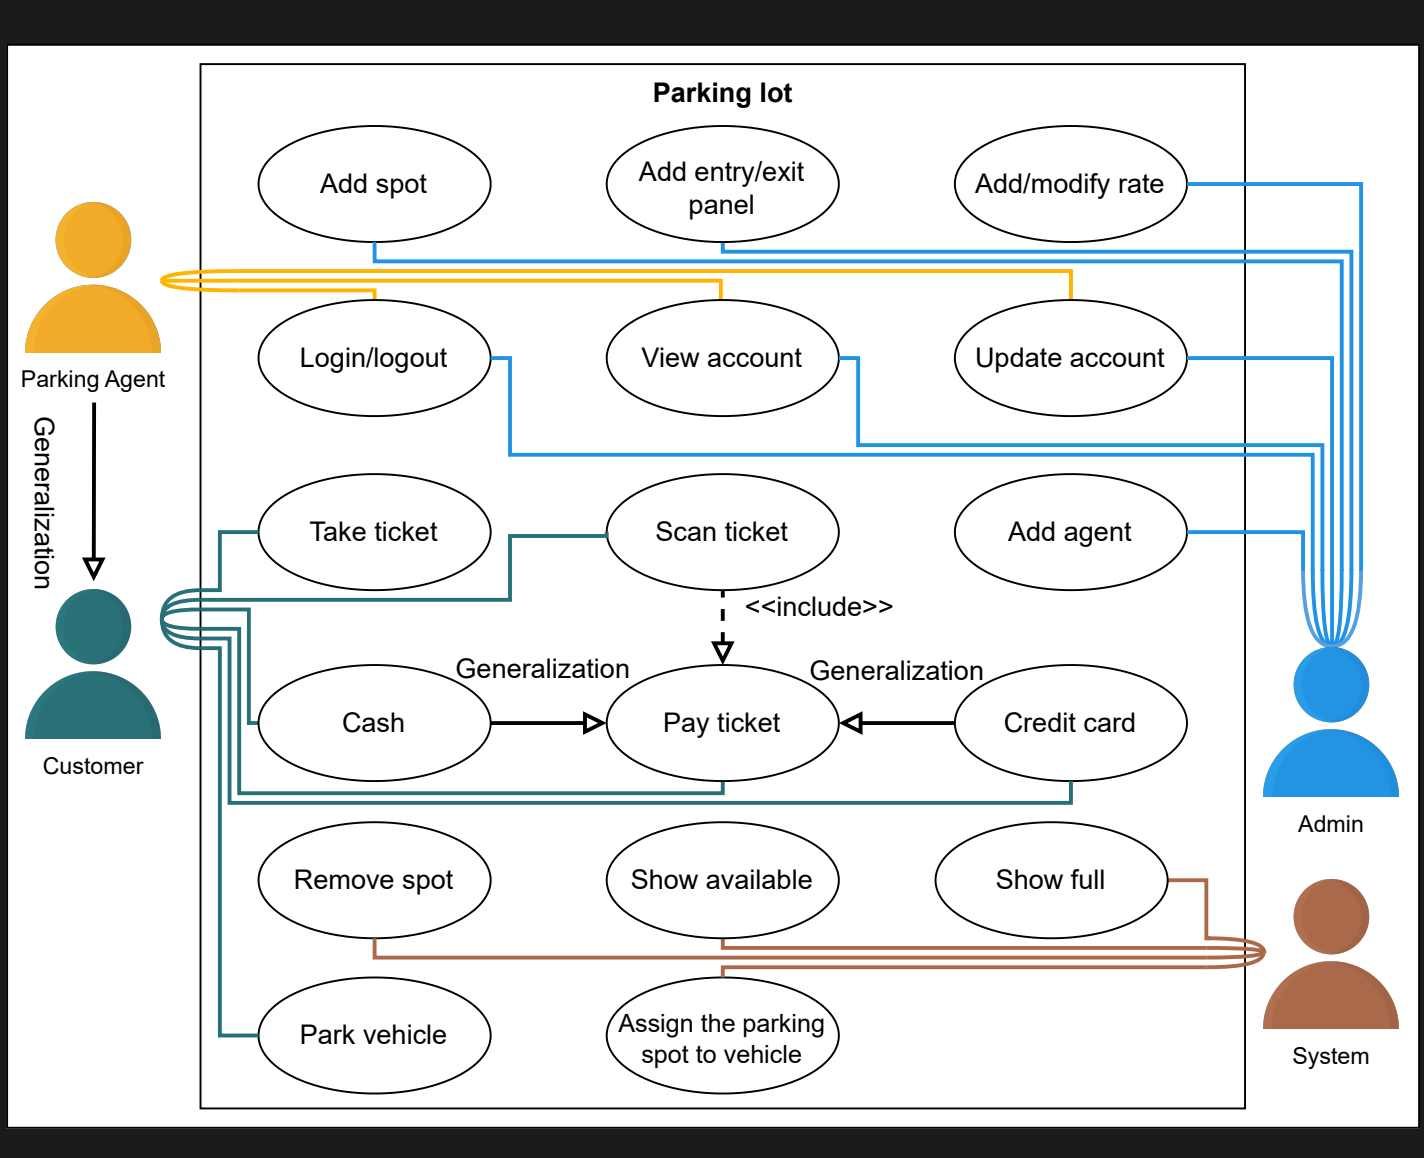 Parking lot
Add spot
Add entry/exit
panel
Add/modify rate
Parking Agent
Login/logout
View account
Update account
Generalization
Take ticket
Scan ticket
Add agent
<<include>>
Generalization
Generalization
Cash
Pay ticket
Credit card
Customer
Admin
Remove spot
Show available
Show full
Park vehicle
Assign the parking
spot to vehicle
System